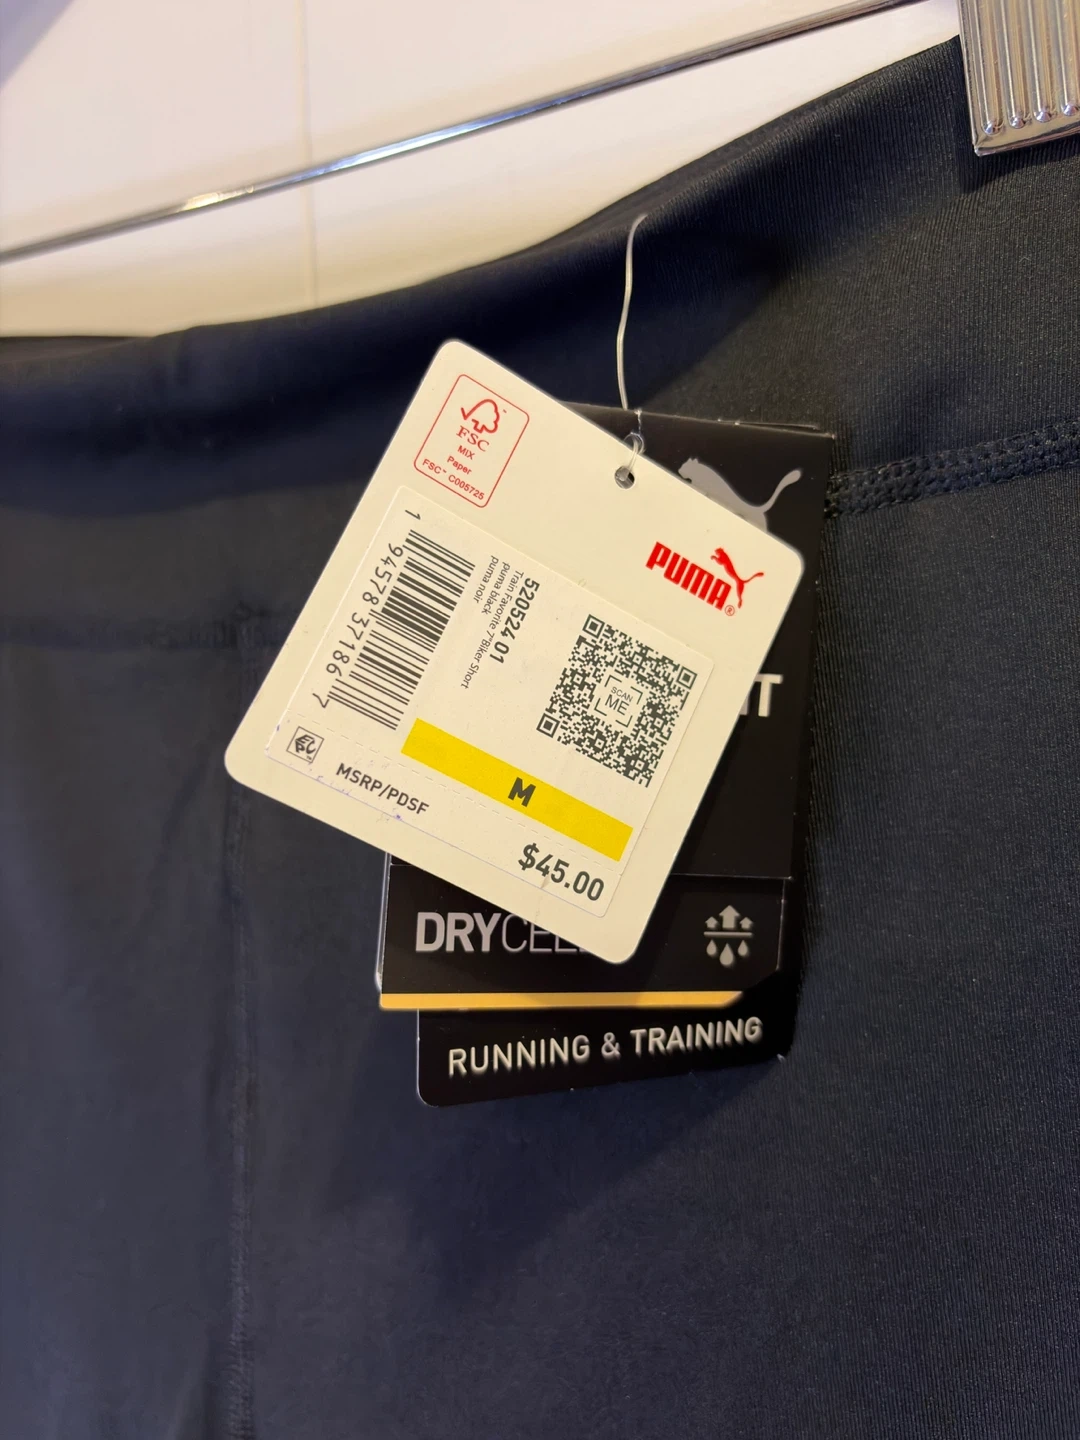 FSC
MIX
Paper
FSC™ C005725
PUMA®
520524 01
Train Favorite 7"Biker Short
puma black
puma noir
1 94578 37186 7
SCAN
ME
M
MSRP/PDSF
$45.00
DRYCELL
RUNNING & TRAINING